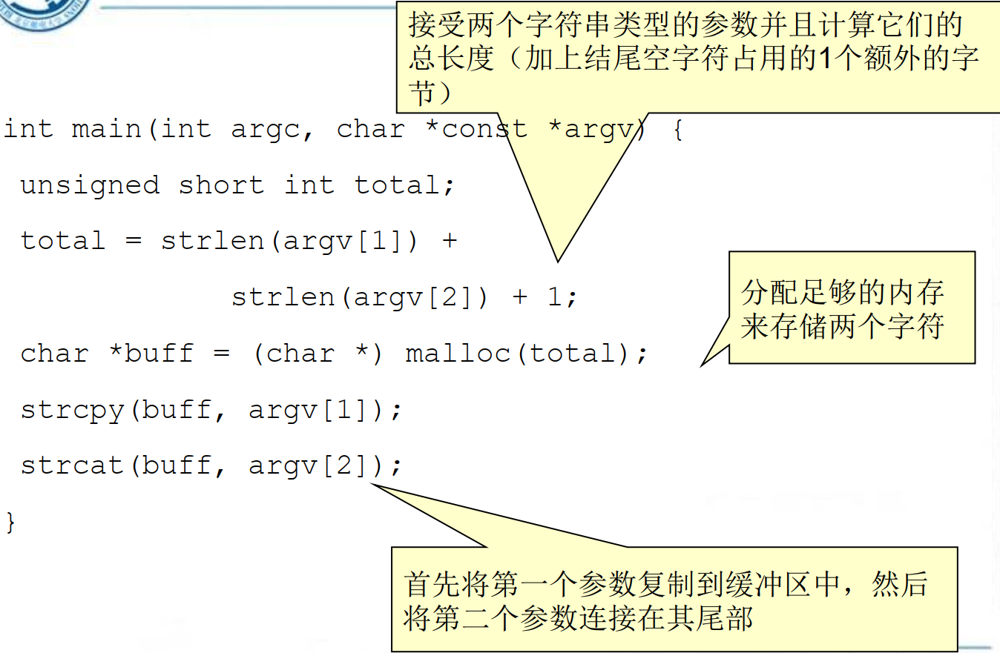 接受两个字符串类型的参数并且计算它们的
总长度（加上结尾空字符占用的1个额外的字
节）
int main(int argc, char *const *argv) {
unsigned short int total;
total = strlen(argv[1]) +
strlen(argv[2]) + 1;
分配足够的内存
来存储两个字符
char *buff = (char *) malloc(total);
strcpy(buff, argv[1]);
strcat(buff, argv[2]);
}
首先将第一个参数复制到缓冲区中，然后
将第二个参数连接在其尾部